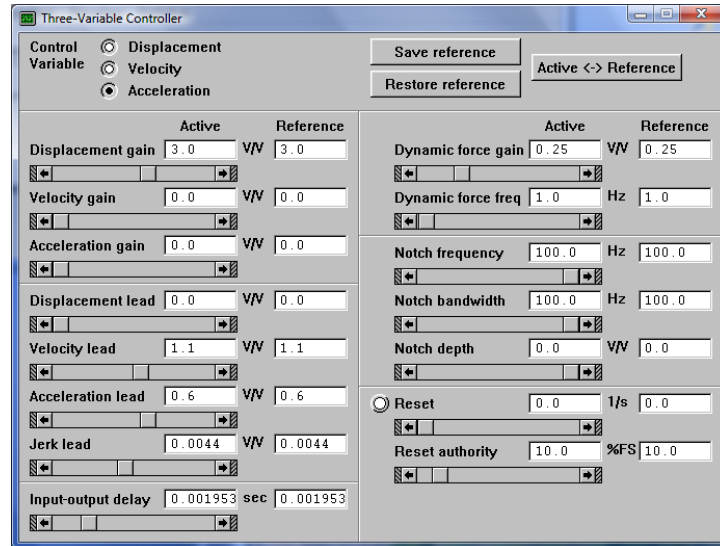 Three-Variable Controller
Control Variable
Displacement
Velocity
Acceleration
Save reference
Restore reference
Active <-> Reference
Active Reference
Displacement gain 3.0 V/V 3.0
Velocity gain 0.0 V/V 0.0
Acceleration gain 0.0 V/V 0.0
Displacement lead 0.0 V/V 0.0
Velocity lead 1.1 V/V 1.1
Acceleration lead 0.6 V/V 0.6
Jerk lead 0.0044 V/V 0.0044
Input-output delay 0.001953 sec 0.001953
Active Reference
Dynamic force gain 0.25 V/V 0.25
Dynamic force freq 1.0 Hz 1.0
Notch frequency 100.0 Hz 100.0
Notch bandwidth 100.0 Hz 100.0
Notch depth 0.0 V/V 0.0
Reset 0.0 1/s 0.0
Reset authority 10.0 %FS 10.0